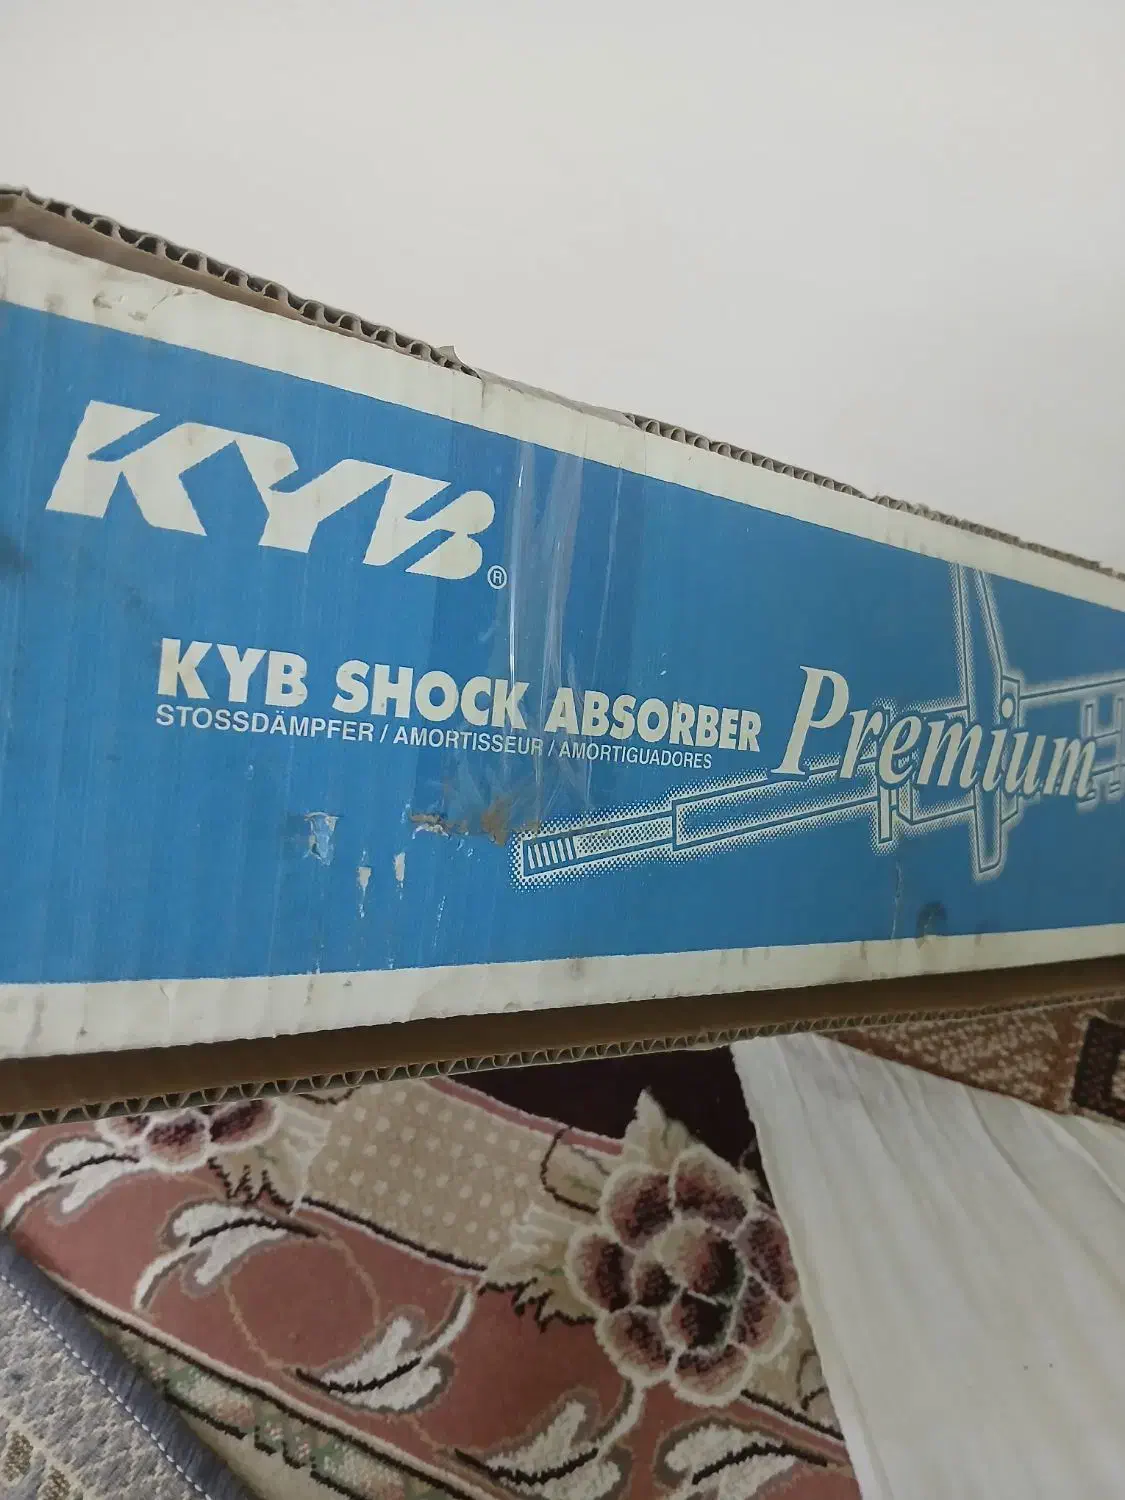 KYB®
KYB SHOCK ABSORBER Premium
STOSSDÄMPFER / AMORTISSEUR / AMORTIGUADORES